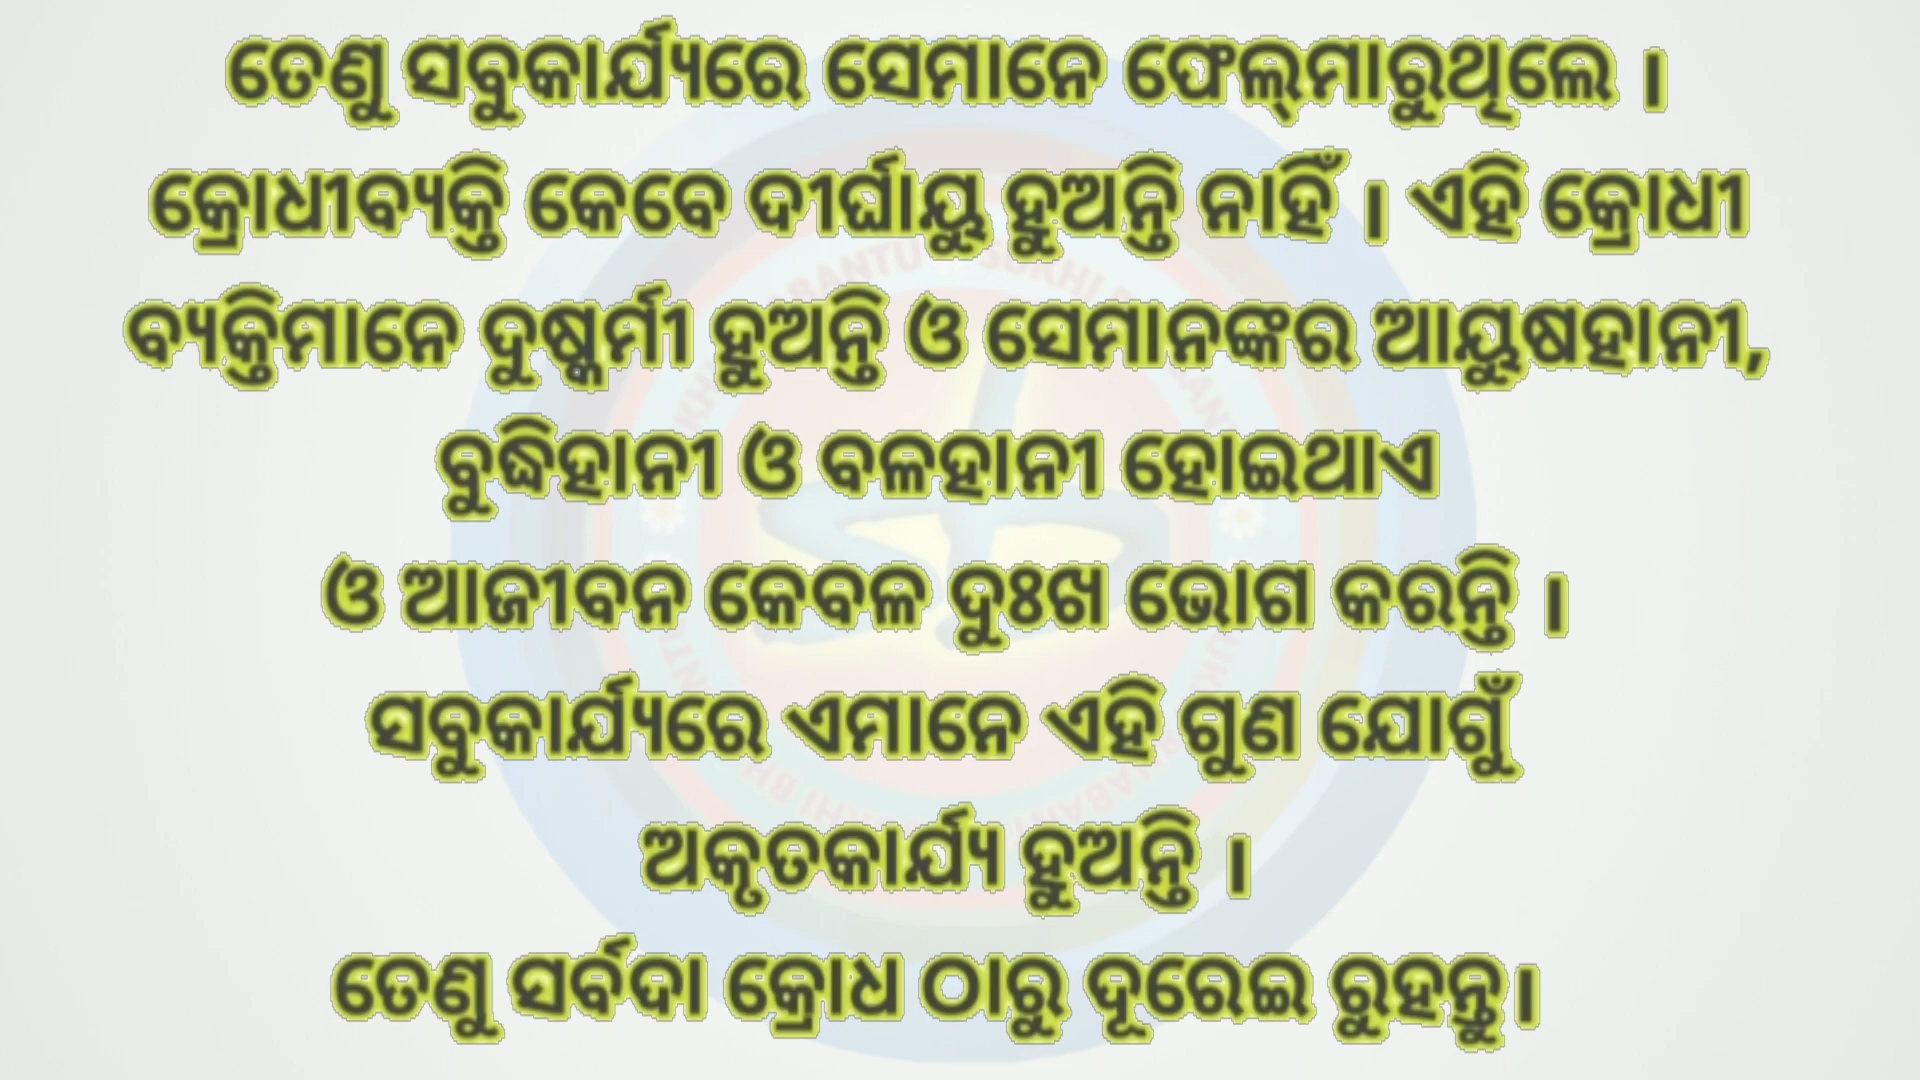 ତେଣୁ ସବୁକାର୍ଯ୍ୟରେ ସେମାନେ ଫେଲ୍‌ମାରୁଥିଲେ ।
କ୍ରୋଧୀବ୍ୟକ୍ତି କେବେ ଦୀର୍ଘାୟୁ ହୁଅନ୍ତି ନାହିଁ । ଏହି କ୍ରୋଧୀ
ବ୍ୟକ୍ତିମାନେ ଦୁଷ୍କର୍ମୀ ହୁଅନ୍ତି ଓ ସେମାନଙ୍କର ଆୟୁଷହାନୀ,
ବୁଦ୍ଧିହାନୀ ଓ ବଳହାନୀ ହୋଇଥାଏ
ଓ ଆଜୀବନ କେବଳ ଦୁଃଖ ଭୋଗ କରନ୍ତି ।
ସବୁକାର୍ଯ୍ୟରେ ଏମାନେ ଏହି ଗୁଣ ଯୋଗୁଁ
ଅକୃତକାର୍ଯ୍ୟ ହୁଅନ୍ତି ।
ତେଣୁ ସର୍ବଦା କ୍ରୋଧ ଠାରୁ ଦୂରେଇ ରୁହନ୍ତୁ।